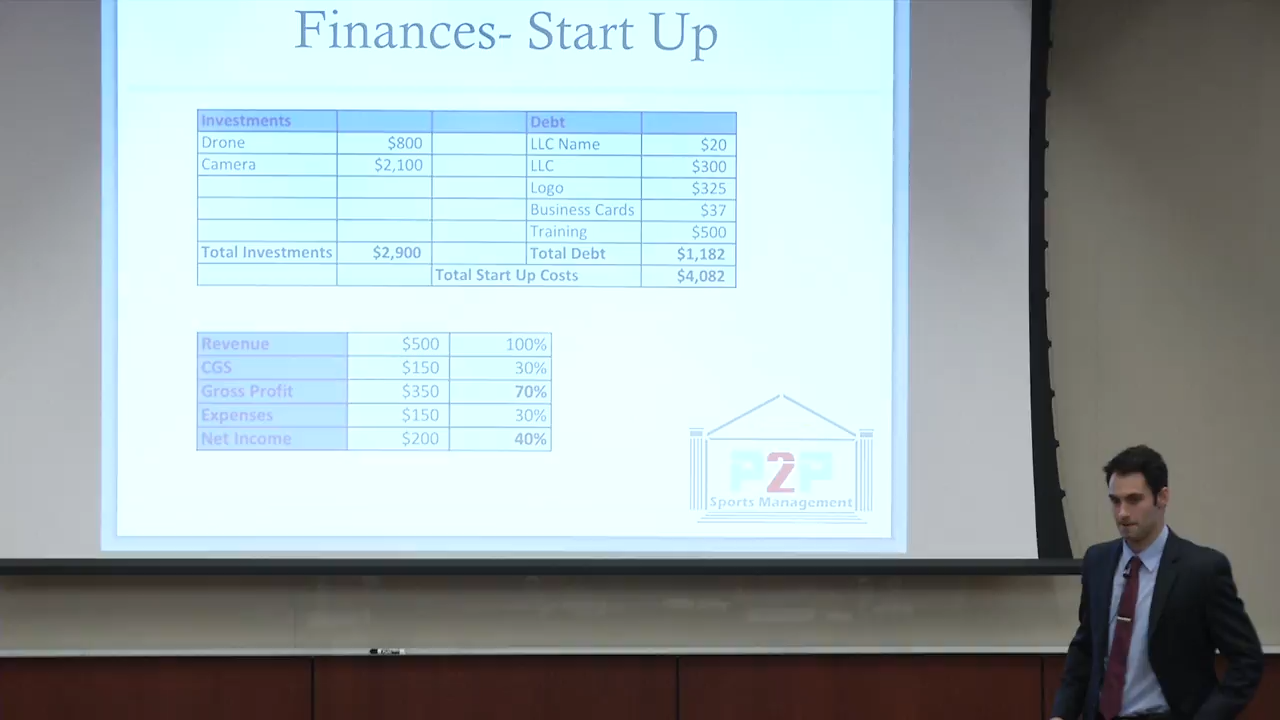 Finances- Start Up
Investments Debt
Drone $800 LLC Name $20
Camera $2,100 LLC $300
Logo $325
Business Cards $37
Training $500
Total Investments $2,900 Total Debt $1,182
Total Start Up Costs $4,082
Revenue $500 100%
CGS $150 30%
Gross Profit $350 70%
Expenses $150 30%
Net Income $200 40%
P2P
Sports Management